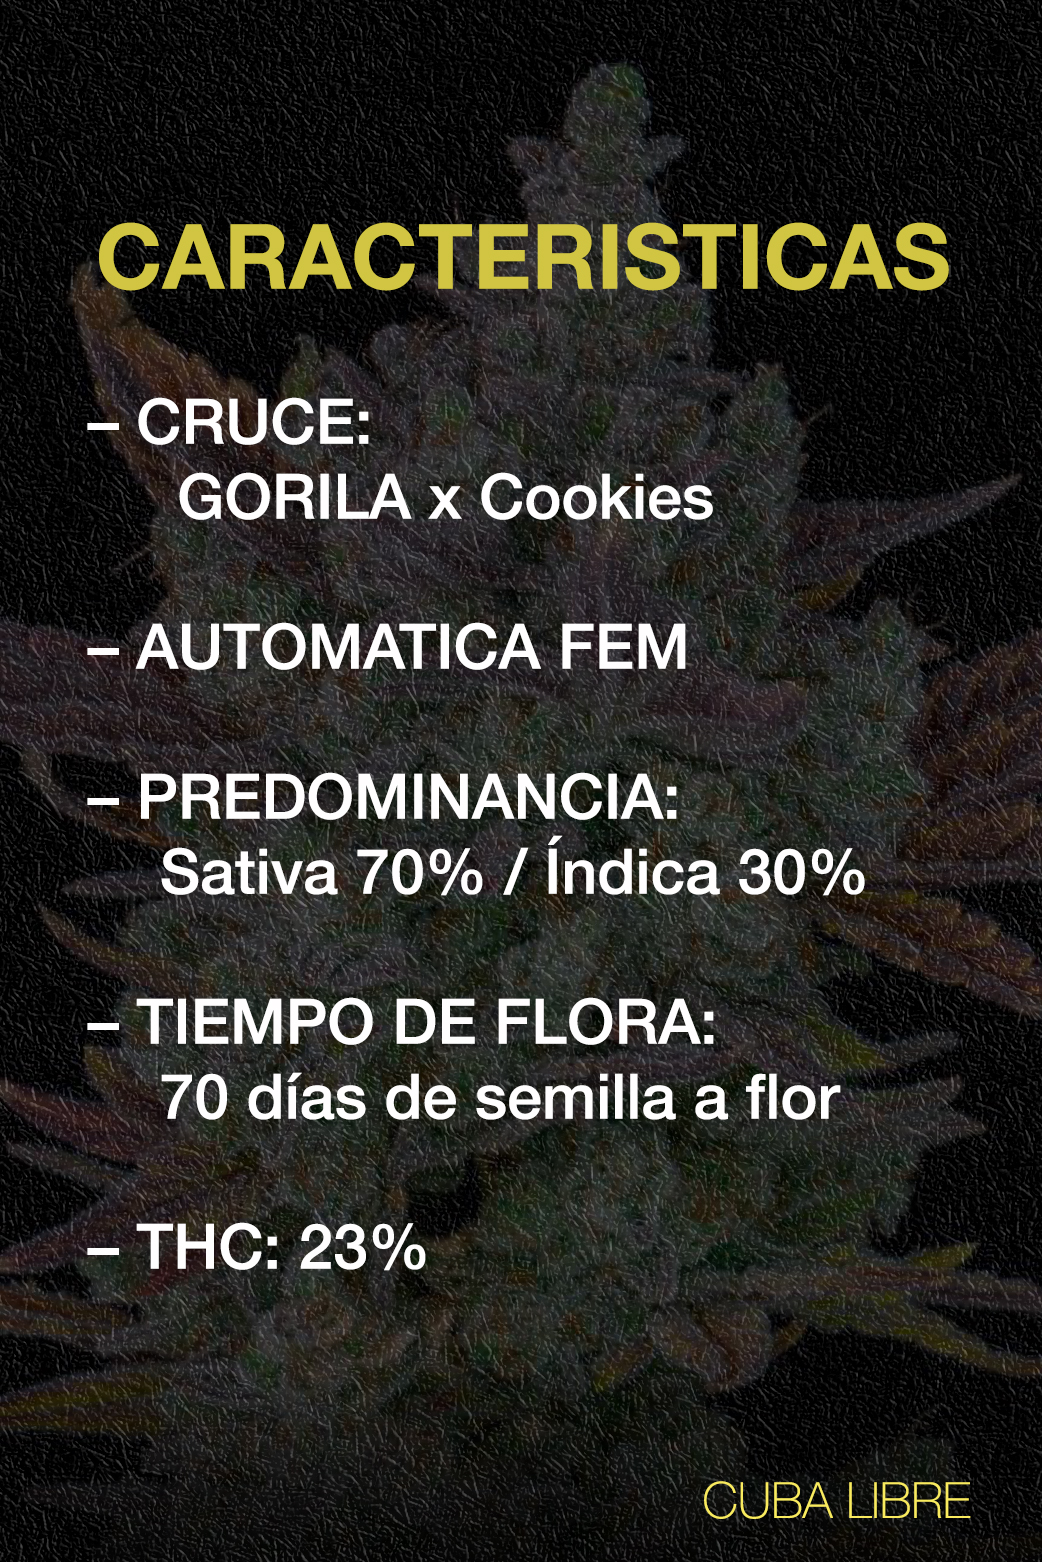 CARACTERISTICAS
– CRUCE:
GORILA x Cookies
– AUTOMATICA FEM
– PREDOMINANCIA:
Sativa 70% / Índica 30%
– TIEMPO DE FLORA:
70 días de semilla a flor
– THC: 23%
CUBA LIBRE